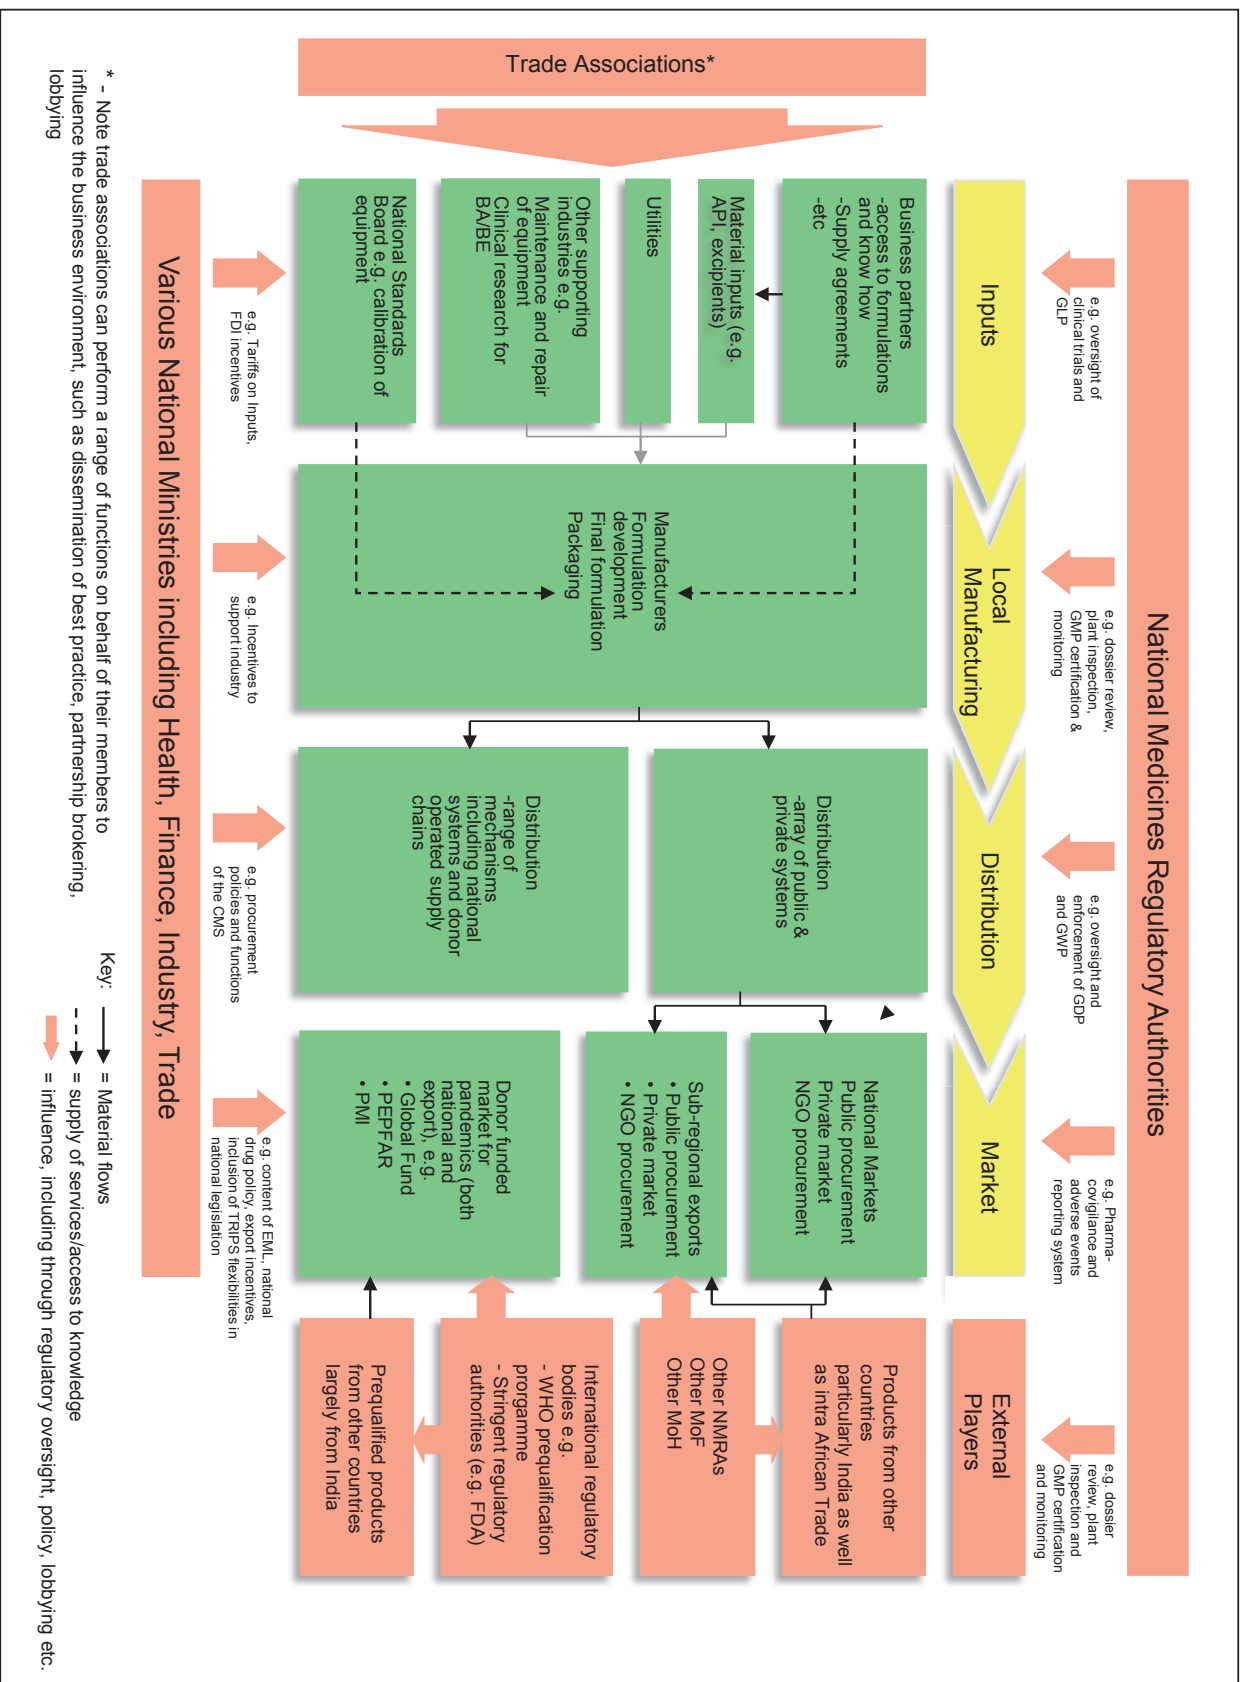 National Medicines Regulatory Authorities
e.g. oversight of
clinical trials and
GLP
e.g. dossier review,
plant inspection,
GMP certification &
monitoring
e.g. oversight and
enforcement of GDP
and GWP
e.g. Pharma-
covigilance and
adverse events
reporting system
e.g. dossier
review, plant
inspection and
GMP certification
and monitoring
Inputs
Local
Manufacturing
Distribution
Market
External
Players
Trade Associations*
Business partners
-access to formulations
and know how
-Supply agreements
-etc
Material inputs (e.g.
API, excipients)
Utilities
Other supporting
industries e.g.
Maintenance and repair
of equipment
Clinical research for
BA/BE
National Standards
Board e.g. calibration of
equipment
Manufacturers
Formulation
development
Final formulation
Packaging
Distribution
-array of public &
private systems
Distribution
-range of
mechanisms
including national
systems and donor
operated supply
chains
National Markets
Public procurement
Private market
NGO procurement
Sub-regional exports
• Public procurement
• Private market
• NGO procurement
Donor funded
market for
pandemics (both
national and
export), e.g.
• Global Fund
• PEPFAR
• PMI
Products from other
countries
particularly India as well
as intra African Trade
Other NMRAs
Other MoF
Other MoH
International regulatory
bodies e.g.
- WHO prequalification
prorgamme
- Stringent regulatory
authorities (e.g. FDA)
Prequalified products
from other countries
largely from India
e.g. Tariffs on Inputs,
FDI incentives
e.g. Incentives to
support industry
e.g. procurement
policies and functions
of the CMS
e.g. content of EML, national
drug policy, export incentives,
inclusion of TRIPS flexibilities in
national legislation
Various National Ministries including Health, Finance, Industry, Trade
* - Note trade associations can perform a range of functions on behalf of their members to
influence the business environment, such as dissemination of best practice, partnership brokering,
lobbying
Key:
= Material flows
= supply of services/access to knowledge
= influence, including through regulatory oversight, policy, lobbying etc.